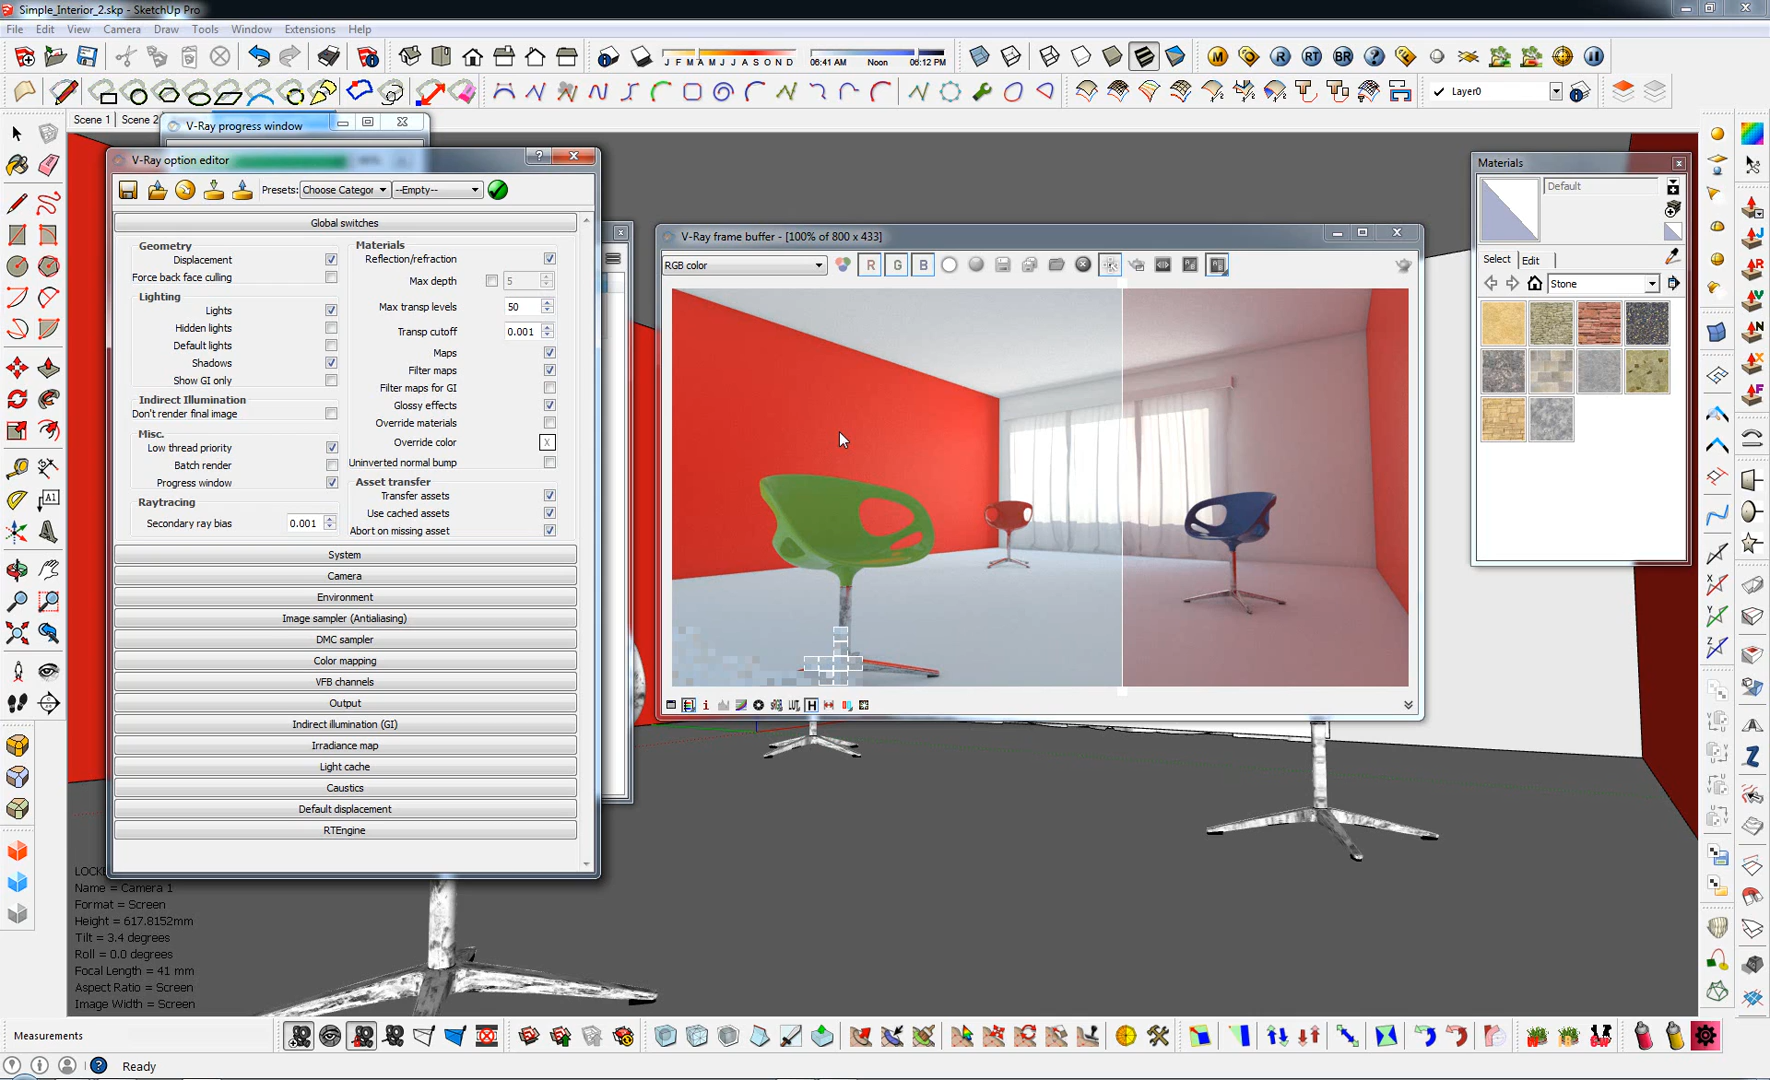 Simple_Interior_2.skp - SketchUp Pro
File Edit View Camera Draw Tools Window Extensions Help
J F M A M J J A S O N D
06:41 AM Noon 06:12 PM
M R RT BR
Layer0
Scene 1 Scene 2
V-Ray progress window
V-Ray option editor
Presets: Choose Categor --Empty--
Global switches
Geometry
Displacement
Force back face culling
Lighting
Lights
Hidden lights
Default lights
Shadows
Show GI only
Indirect Illumination
Don't render final image
Misc.
Low thread priority
Batch render
Progress window
Raytracing
Secondary ray bias 0.001
Materials
Reflection/refraction
Max depth 5
Max transp levels 50
Transp cutoff 0.001
Maps
Filter maps
Filter maps for GI
Glossy effects
Override materials
Override color X
Uninverted normal bump
Asset transfer
Transfer assets
Use cached assets
Abort on missing asset
System
Camera
Environment
Image sampler (Antialiasing)
DMC sampler
Color mapping
VFB channels
Output
Indirect illumination (GI)
Irradiance map
Light cache
Caustics
Default displacement
RTEngine
V-Ray frame buffer - [100% of 800 x 433]
RGB color R G B
LUT H
Materials
Default
Select Edit
Stone
Name = Camera 1
Format = Screen
Height = 617.8152mm
Tilt = 3.4 degrees
Roll = 0.0 degrees
Focal Length = 41 mm
Aspect Ratio = Screen
Image Width = Screen
Measurements
Ready